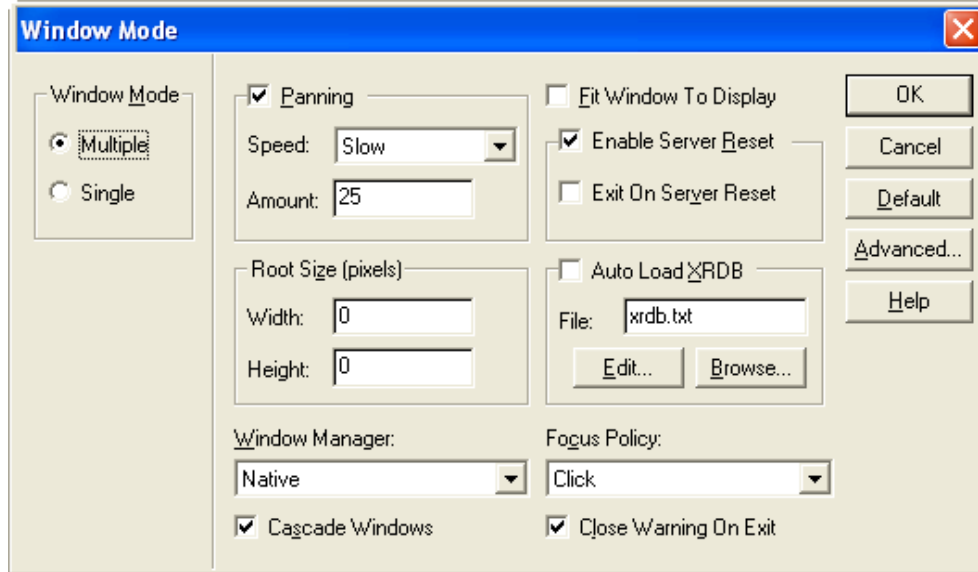 Window Mode
Window Mode
Multiple
Single
Panning
Speed: Slow
Amount: 25
Root Size (pixels)
Width: 0
Height: 0
Window Manager:
Native
Cascade Windows
Fit Window To Display
Enable Server Reset
Exit On Server Reset
Auto Load XRDB
File: xrdb.txt
Edit... Browse...
Focus Policy:
Click
Close Warning On Exit
OK
Cancel
Default
Advanced...
Help